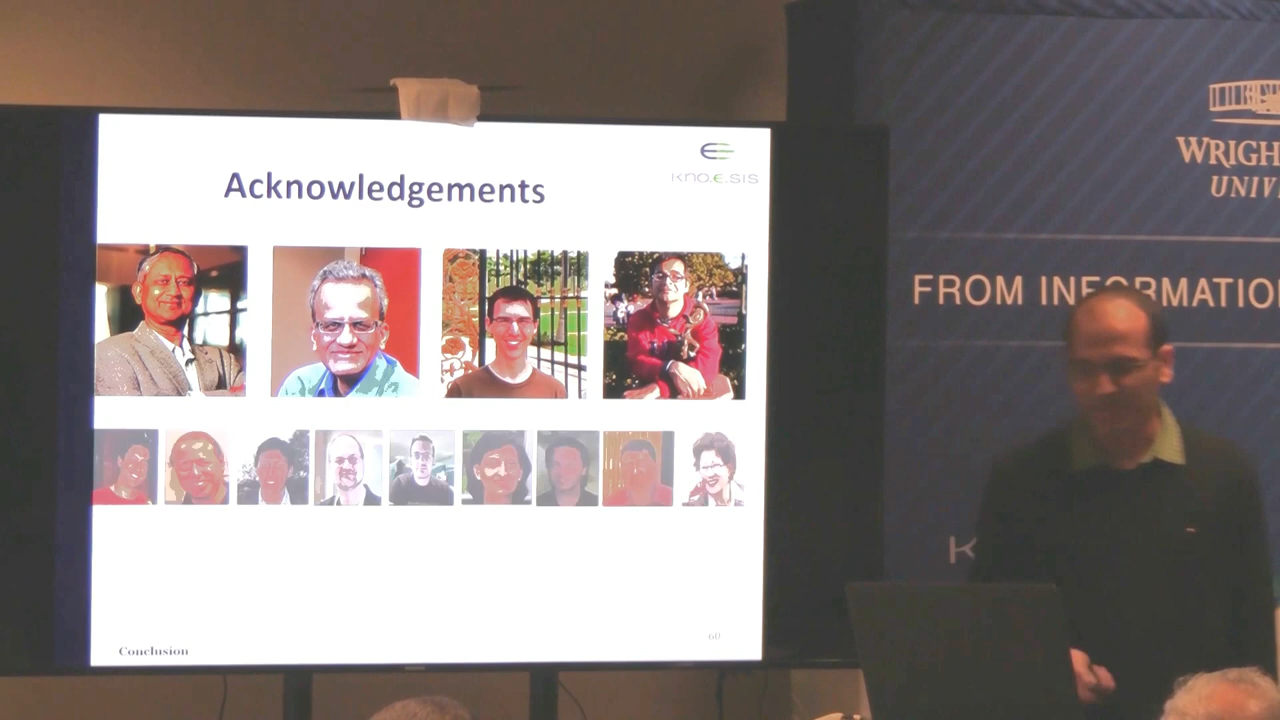 Acknowledgements
kno.e.sis
Conclusion
60
WRIGH
UNIV
FROM INFORMATIO
K